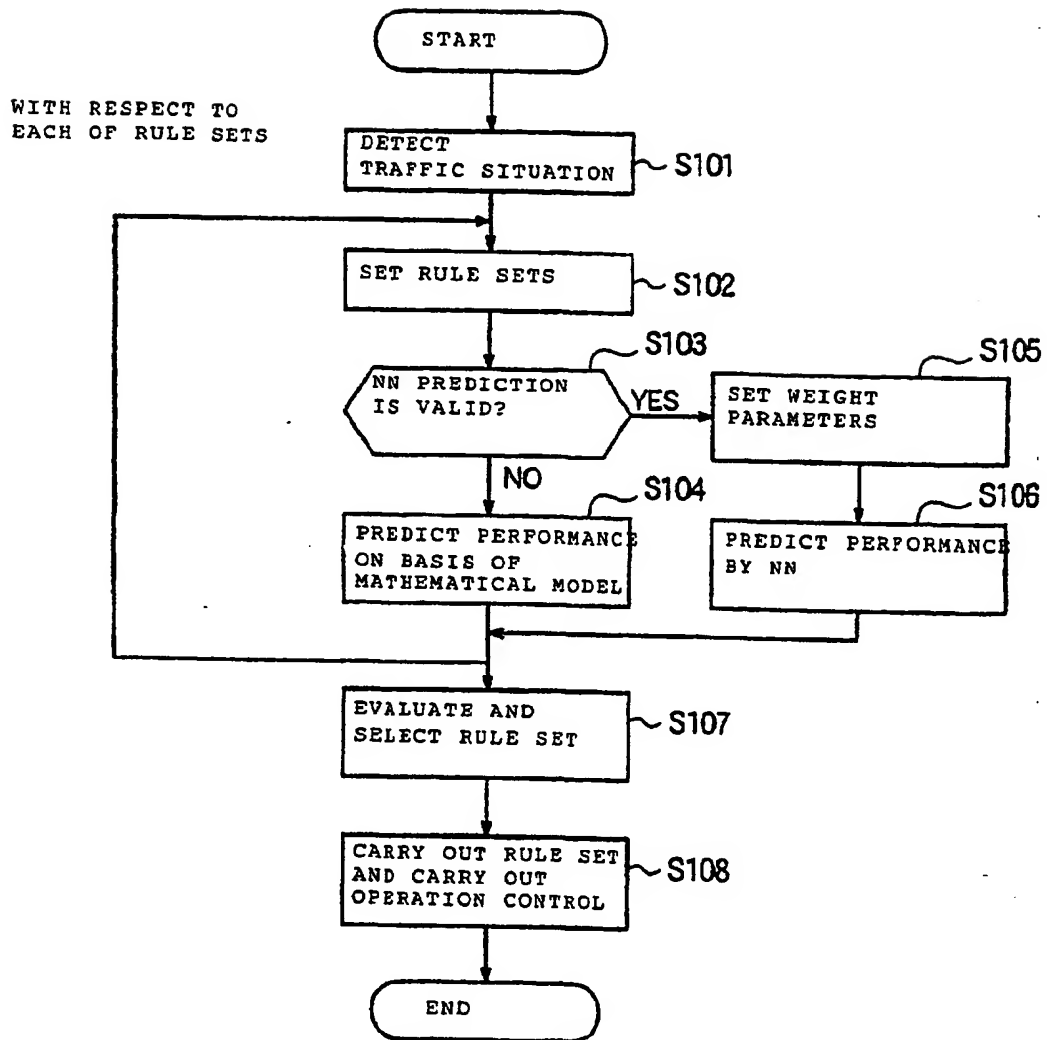 START
WITH RESPECT TO
EACH OF RULE SETS
DETECT
TRAFFIC SITUATION
S101
SET RULE SETS
S102
S103
NN PREDICTION
IS VALID?
YES
S105
SET WEIGHT
PARAMETERS
NO
S104
PREDICT PERFORMANCE
ON BASIS OF
MATHEMATICAL MODEL
S106
PREDICT PERFORMANCE
BY NN
EVALUATE AND
SELECT RULE SET
S107
CARRY OUT RULE SET
AND CARRY OUT
OPERATION CONTROL
S108
END